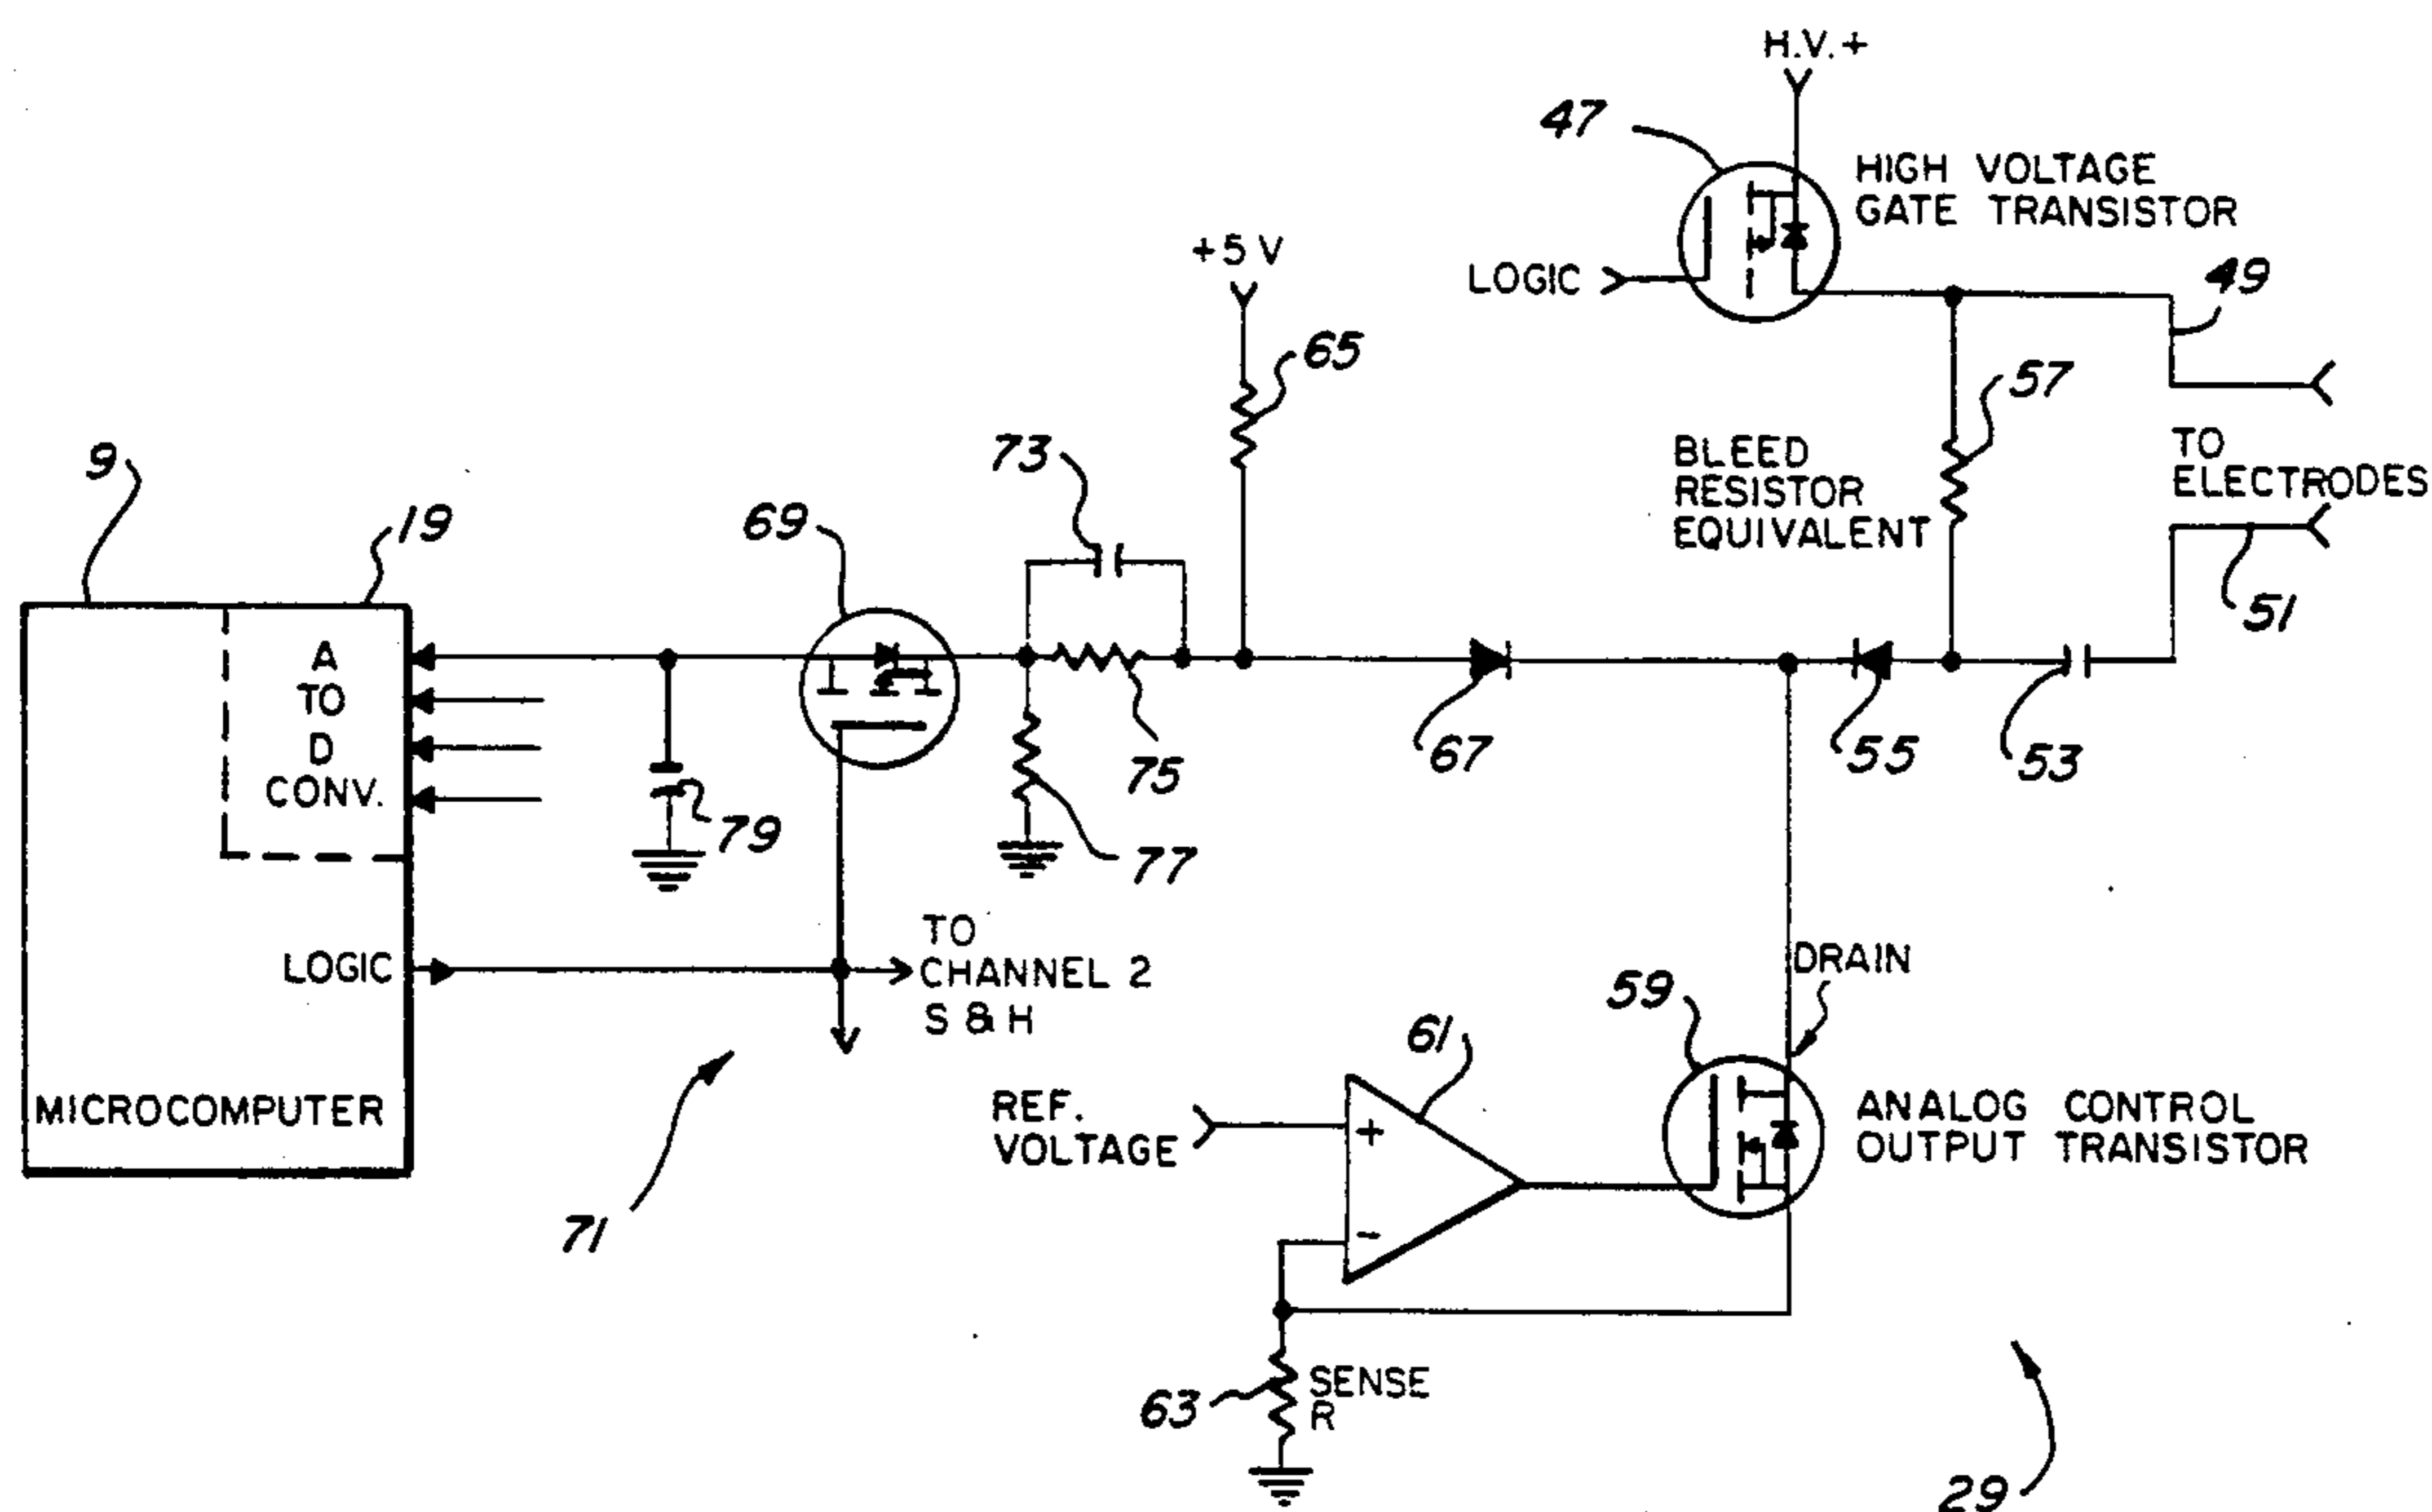 H.V.+
47
HIGH VOLTAGE
GATE TRANSISTOR
LOGIC
49
+5 V
65
57
BLEED
RESISTOR
EQUIVALENT
TO
ELECTRODES
51
9
19
69
73
A
TO
D
CONV.
79
75
77
67
55
53
LOGIC
TO
CHANNEL 2
S & H
MICROCOMPUTER
71
DRAIN
59
61
REF.
VOLTAGE
+
-
ANALOG CONTROL
OUTPUT TRANSISTOR
63
SENSE
R
29